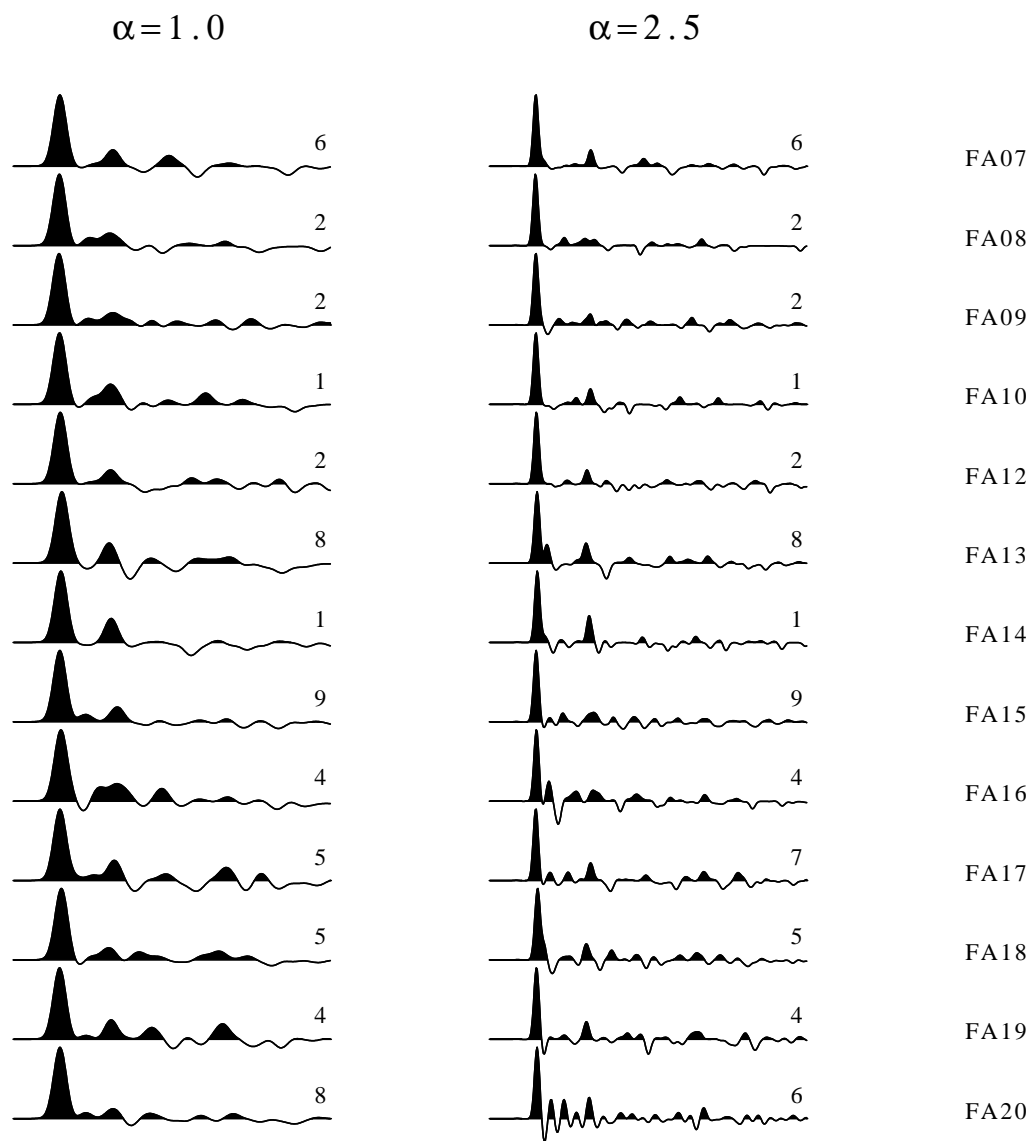 α=1.0 α=2.5
6 6 FA07
2 2 FA08
2 2 FA09
1 1 FA10
2 2 FA12
8 8 FA13
1 1 FA14
9 9 FA15
4 4 FA16
5 7 FA17
5 5 FA18
4 4 FA19
8 6 FA20